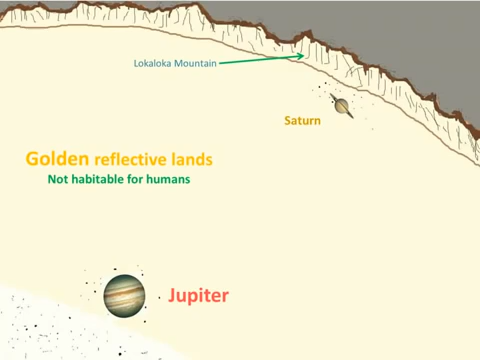 Lokaloka Mountain
Saturn
Golden reflective lands
Not habitable for humans
Jupiter